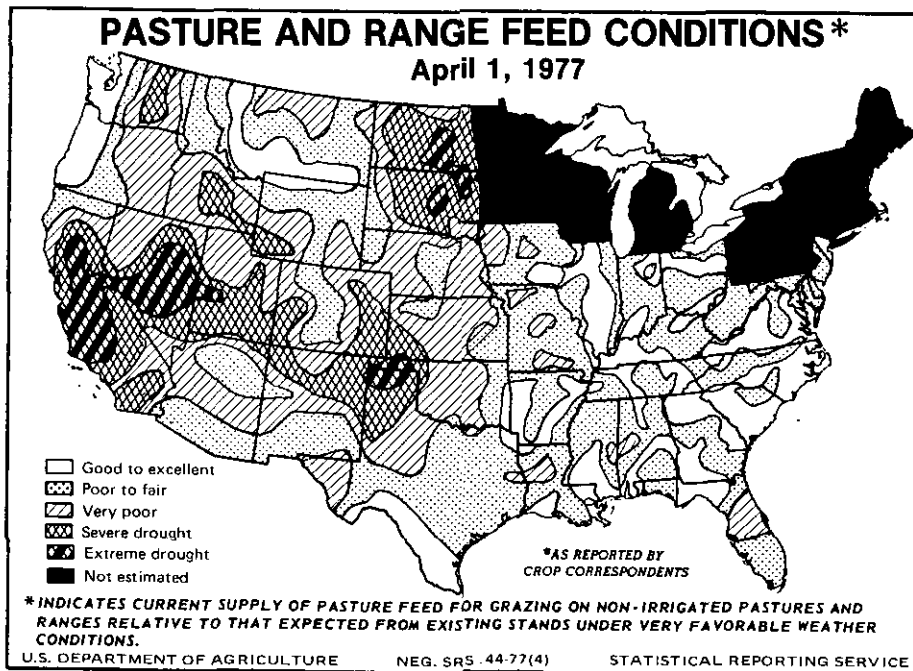 PASTURE AND RANGE FEED CONDITIONS*
April 1, 1977
Good to excellent
Poor to fair
Very poor
Severe drought
Extreme drought
Not estimated
*AS REPORTED BY
CROP CORRESPONDENTS
*INDICATES CURRENT SUPPLY OF PASTURE FEED FOR GRAZING ON NON-IRRIGATED PASTURES AND
RANGES RELATIVE TO THAT EXPECTED FROM EXISTING STANDS UNDER VERY FAVORABLE WEATHER
CONDITIONS.
U.S. DEPARTMENT OF AGRICULTURE NEG. SRS 44-77(4) STATISTICAL REPORTING SERVICE